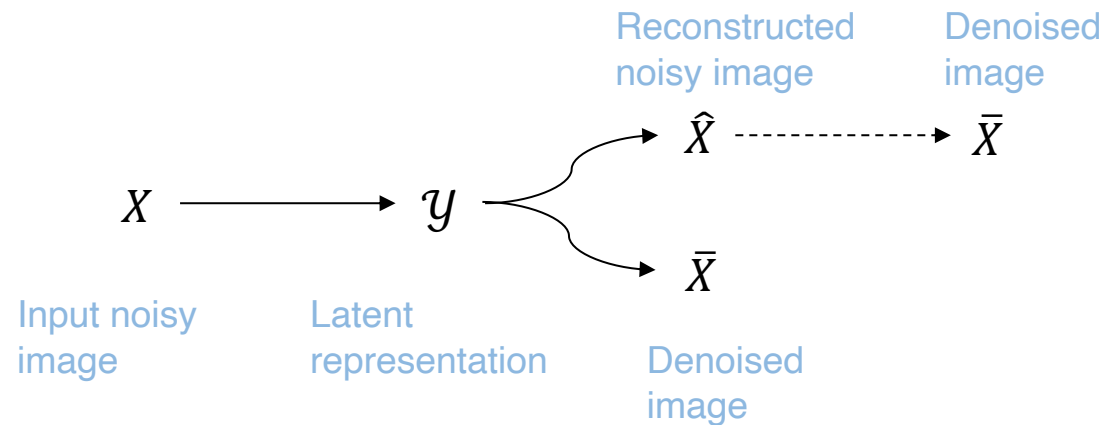 Reconstructed
noisy image
Denoised
image
X̂
X̄
X
𝒴
X̄
Input noisy
image
Latent
representation
Denoised
image